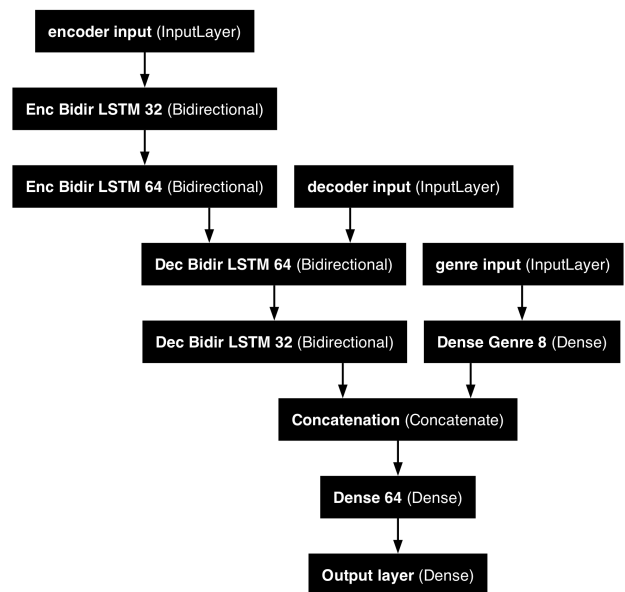 encoder input (InputLayer)
Enc Bidir LSTM 32 (Bidirectional)
Enc Bidir LSTM 64 (Bidirectional)
decoder input (InputLayer)
Dec Bidir LSTM 64 (Bidirectional)
genre input (InputLayer)
Dec Bidir LSTM 32 (Bidirectional)
Dense Genre 8 (Dense)
Concatenation (Concatenate)
Dense 64 (Dense)
Output layer (Dense)